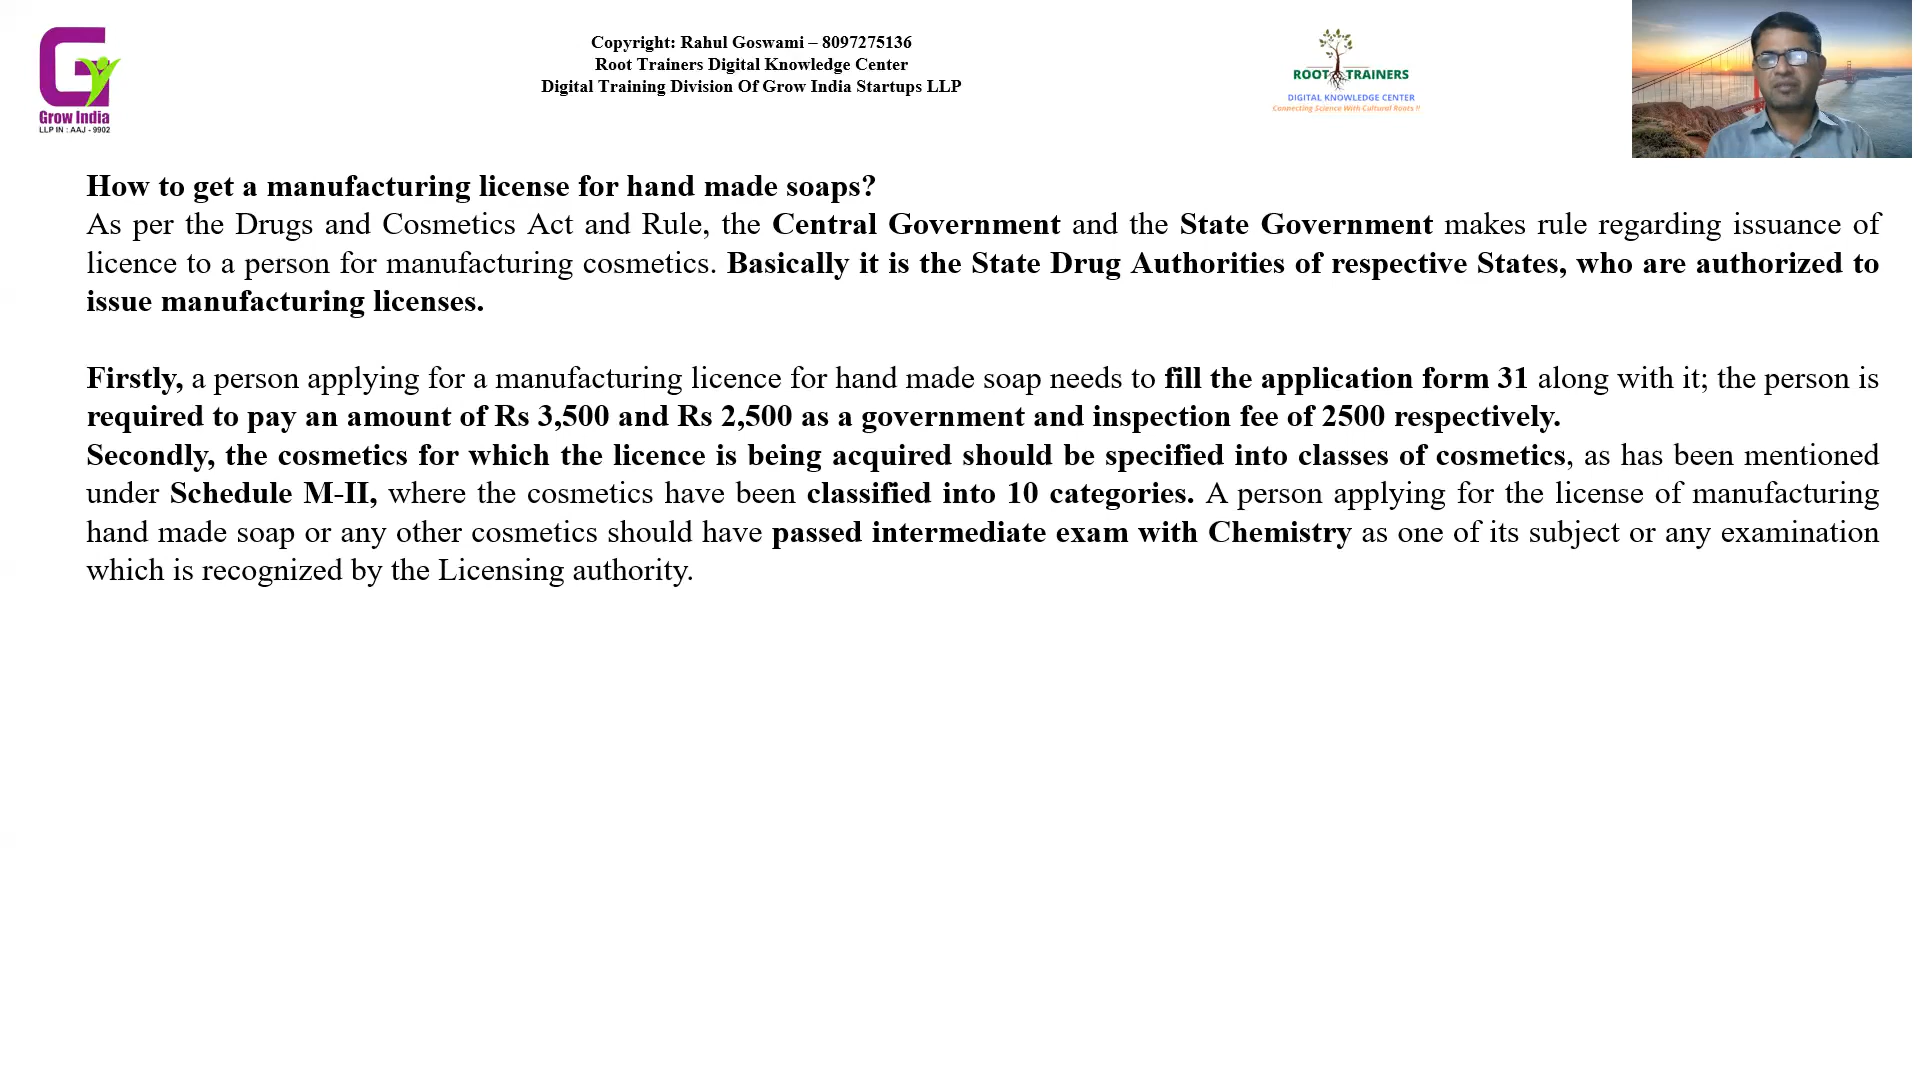 Grow India
LLP IN : AAJ - 9902
Copyright: Rahul Goswami – 8097275136
Root Trainers Digital Knowledge Center
Digital Training Division Of Grow India Startups LLP
ROOT TRAINERS
DIGITAL KNOWLEDGE CENTER
Connecting Science With Cultural Roots !!
How to get a manufacturing license for hand made soaps?
As per the Drugs and Cosmetics Act and Rule, the Central Government and the State Government makes rule regarding issuance of
licence to a person for manufacturing cosmetics. Basically it is the State Drug Authorities of respective States, who are authorized to
issue manufacturing licenses.
Firstly, a person applying for a manufacturing licence for hand made soap needs to fill the application form 31 along with it; the person is
required to pay an amount of Rs 3,500 and Rs 2,500 as a government and inspection fee of 2500 respectively.
Secondly, the cosmetics for which the licence is being acquired should be specified into classes of cosmetics, as has been mentioned
under Schedule M-II, where the cosmetics have been classified into 10 categories. A person applying for the license of manufacturing
hand made soap or any other cosmetics should have passed intermediate exam with Chemistry as one of its subject or any examination
which is recognized by the Licensing authority.